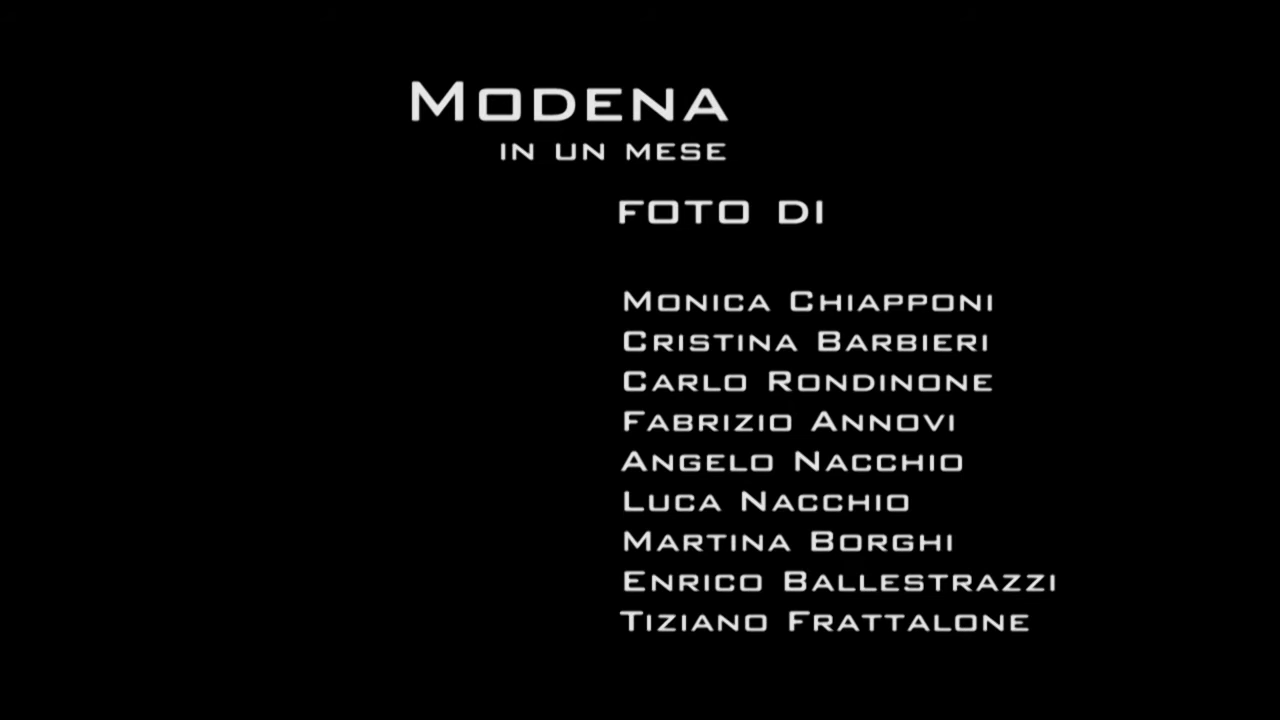 Modena
in un mese
foto di
Monica Chiapponi
Cristina Barbieri
Carlo Rondinone
Fabrizio Annovi
Angelo Nacchio
Luca Nacchio
Martina Borghi
Enrico Ballestrazzi
Tiziano Frattalone